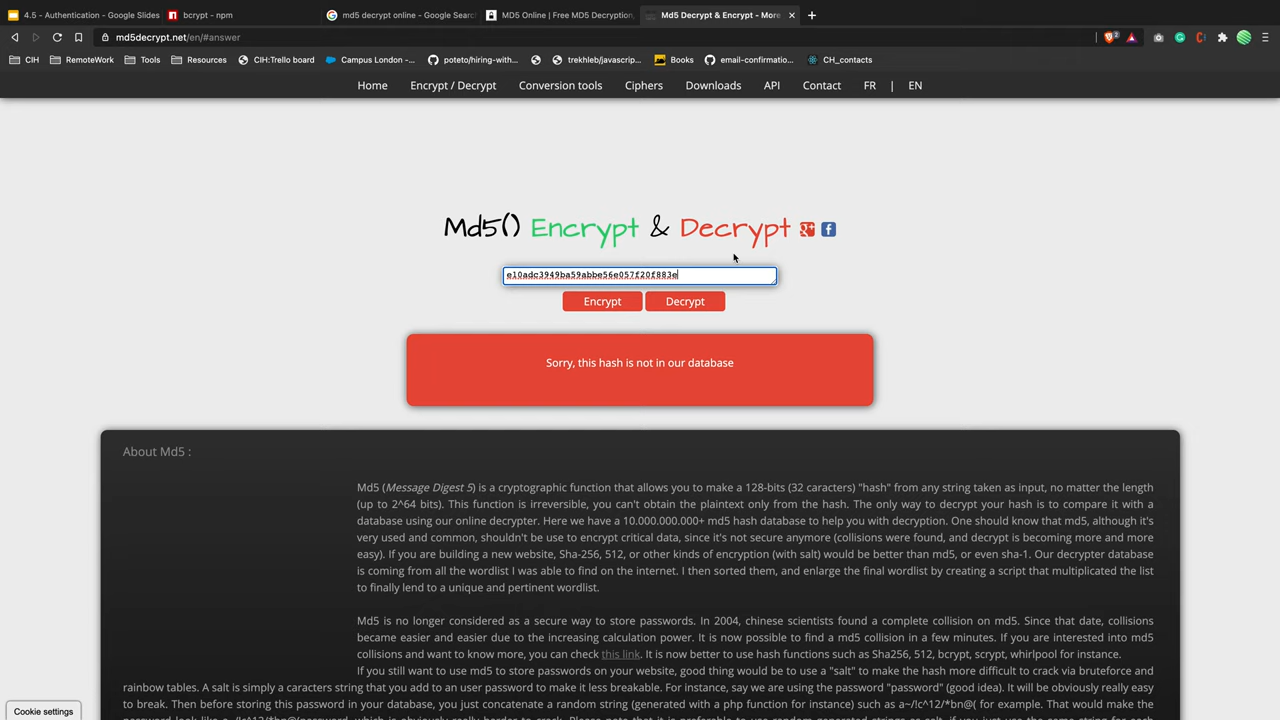 4.5 - Authentication - Google Slides
bcrypt - npm
md5 decrypt online - Google Searc
MD5 Online | Free MD5 Decryption,
Md5 Decrypt & Encrypt - More
md5decrypt.net/en/#answer
CIH
RemoteWork
Tools
Resources
CIH:Trello board
Campus London -...
poteto/hiring-with...
trekhleb/javascrip...
Books
email-confirmatio...
CH_contacts
Home
Encrypt / Decrypt
Conversion tools
Ciphers
Downloads
API
Contact
FR | EN
Md5() Encrypt & Decrypt
e10adc3949ba59abbe56e057f20f883e
Encrypt
Decrypt
Sorry, this hash is not in our database
About Md5 :
Md5 (Message Digest 5) is a cryptographic function that allows you to make a 128-bits (32 caracters) "hash" from any string taken as input, no matter the length
(up to 2^64 bits). This function is irreversible, you can't obtain the plaintext only from the hash. The only way to decrypt your hash is to compare it with a
database using our online decrypter. Here we have a 10.000.000.000+ md5 hash database to help you with decryption. One should know that md5, although it's
very used and common, shouldn't be use to encrypt critical data, since it's not secure anymore (collisions were found, and decrypt is becoming more and more
easy). If you are building a new website, Sha-256, 512, or other kinds of encryption (with salt) would be better than md5, or even sha-1. Our decrypter database
is coming from all the wordlist I was able to find on the internet. I then sorted them, and enlarge the final wordlist by creating a script that multiplicated the list
to finally lend to a unique and pertinent wordlist.
Md5 is no longer considered as a secure way to store passwords. In 2004, chinese scientists found a complete collision on md5. Since that date, collisions
became easier and easier due to the increasing calculation power. It is now possible to find a md5 collision in a few minutes. If you are interested into md5
collisions and want to know more, you can check this link. It is now better to use hash functions such as Sha256, 512, bcrypt, scrypt, whirlpool for instance.
If you still want to use md5 to store passwords on your website, good thing would be to use a "salt" to make the hash more difficult to crack via bruteforce and
rainbow tables. A salt is simply a caracters string that you add to an user password to make it less breakable. For instance, say we are using the password "password" (good idea). It will be obviously really easy
to break. Then before storing this password in your database, you just concatenate a random string (generated with a php function for instance) such as a~/!c^12/*bn@( for example. That would make the
Cookie settings